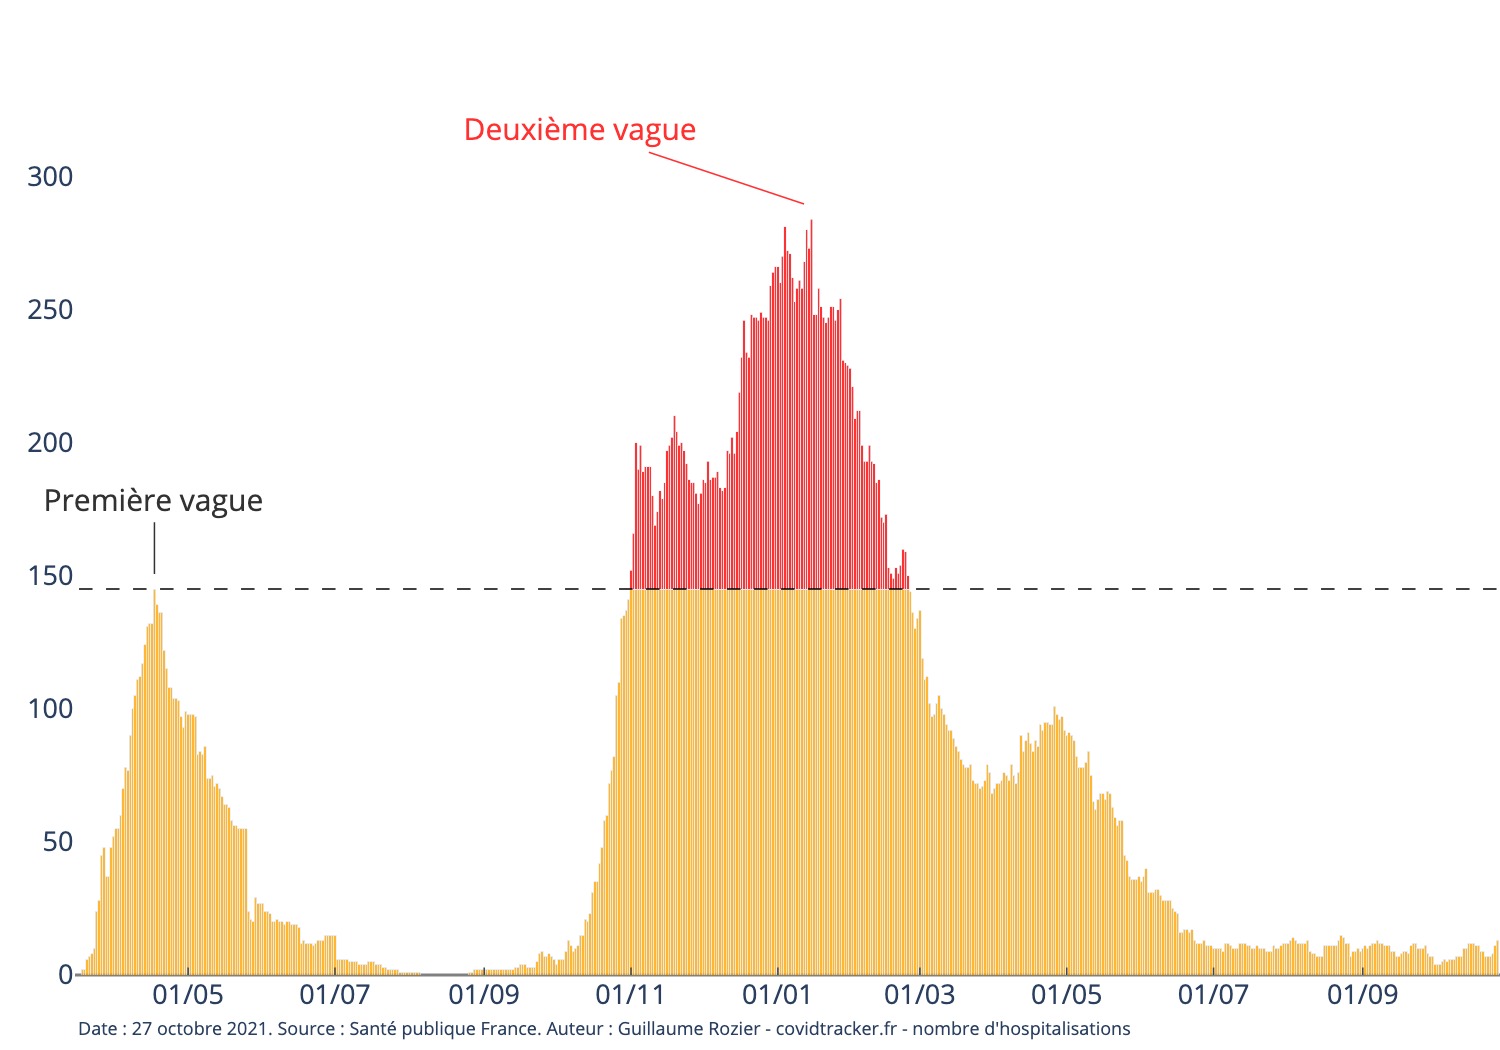 Deuxième vague
300
250
200
Première vague
150
100
50
0
01/05 01/07 01/09 01/11 01/01 01/03 01/05 01/07 01/09
Date : 27 octobre 2021. Source : Santé publique France. Auteur : Guillaume Rozier - covidtracker.fr - nombre d'hospitalisations